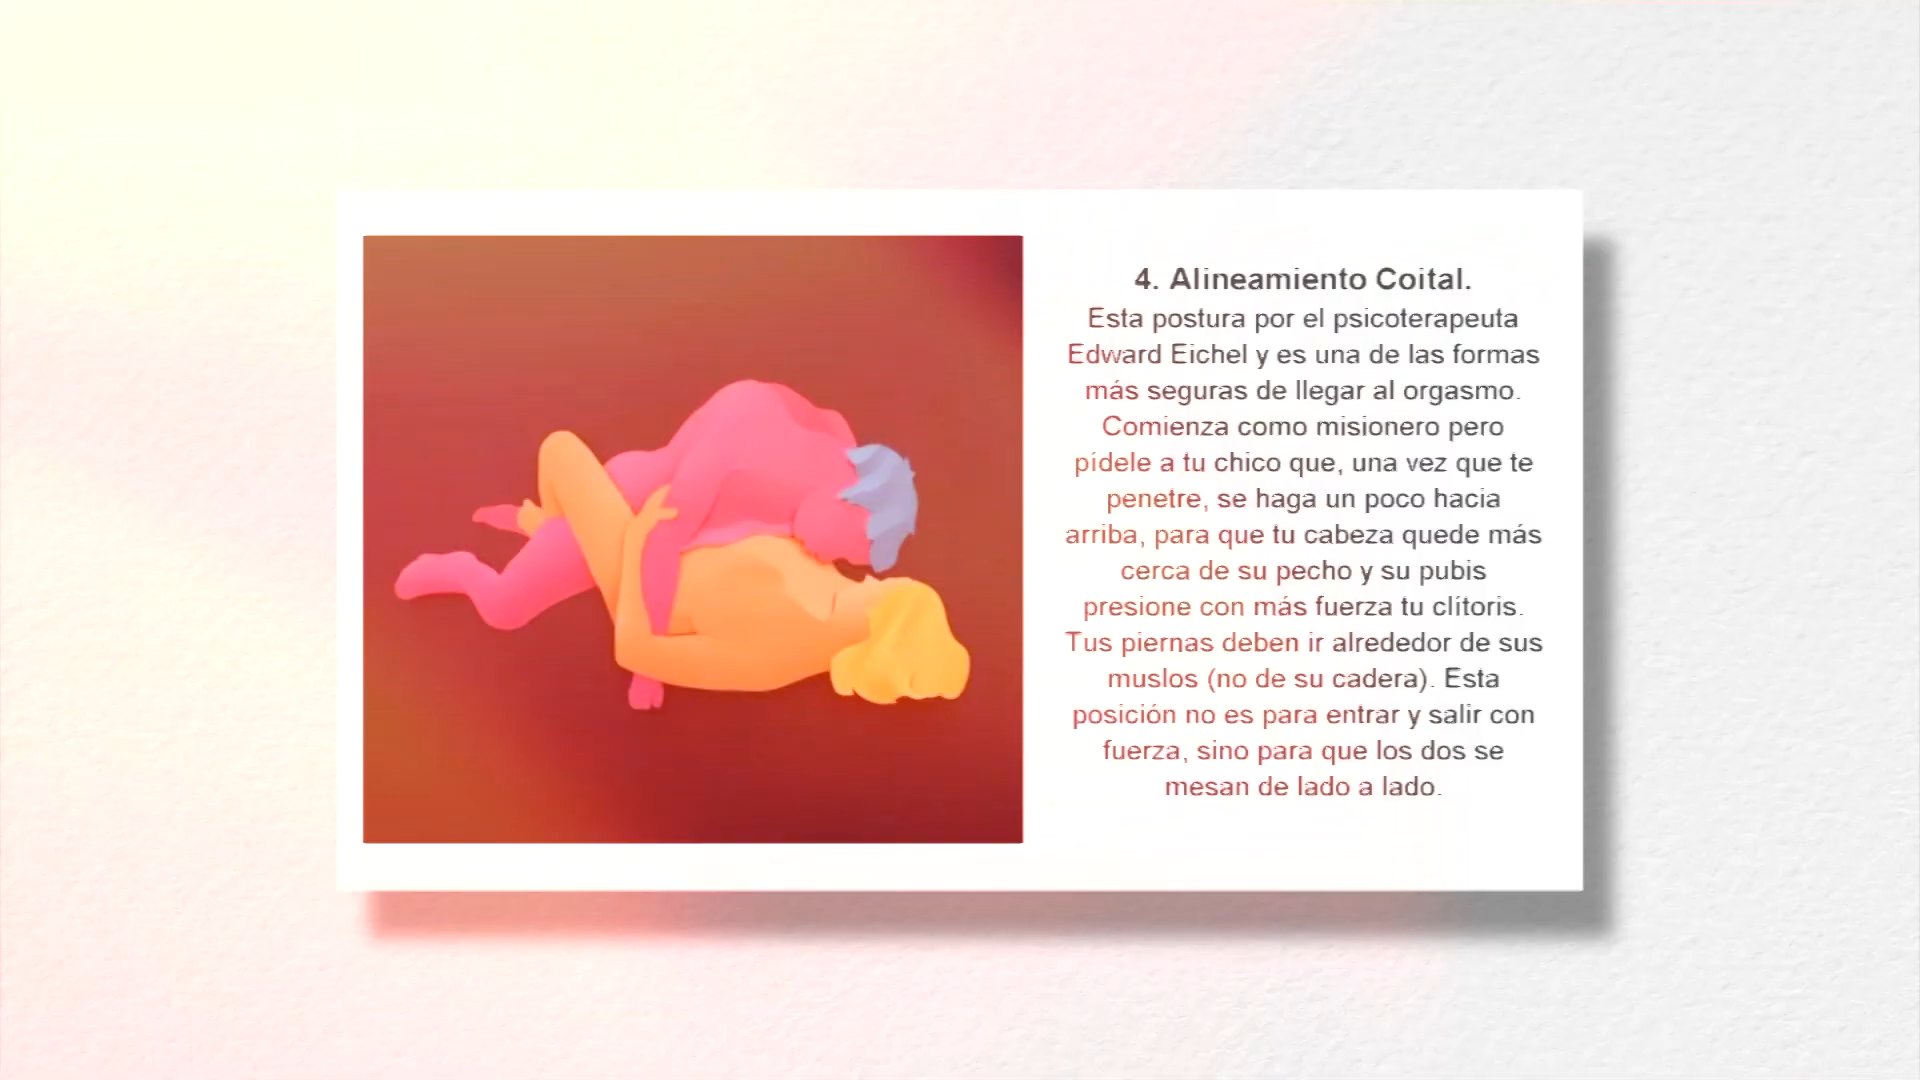 4. Alineamiento Coital.
Esta postura por el psicoterapeuta
Edward Eichel y es una de las formas
más seguras de llegar al orgasmo.
Comienza como misionero pero
pídele a tu chico que, una vez que te
penetre, se haga un poco hacia
arriba, para que tu cabeza quede más
cerca de su pecho y su pubis
presione con más fuerza tu clítoris.
Tus piernas deben ir alrededor de sus
muslos (no de su cadera). Esta
posición no es para entrar y salir con
fuerza, sino para que los dos se
mesan de lado a lado.